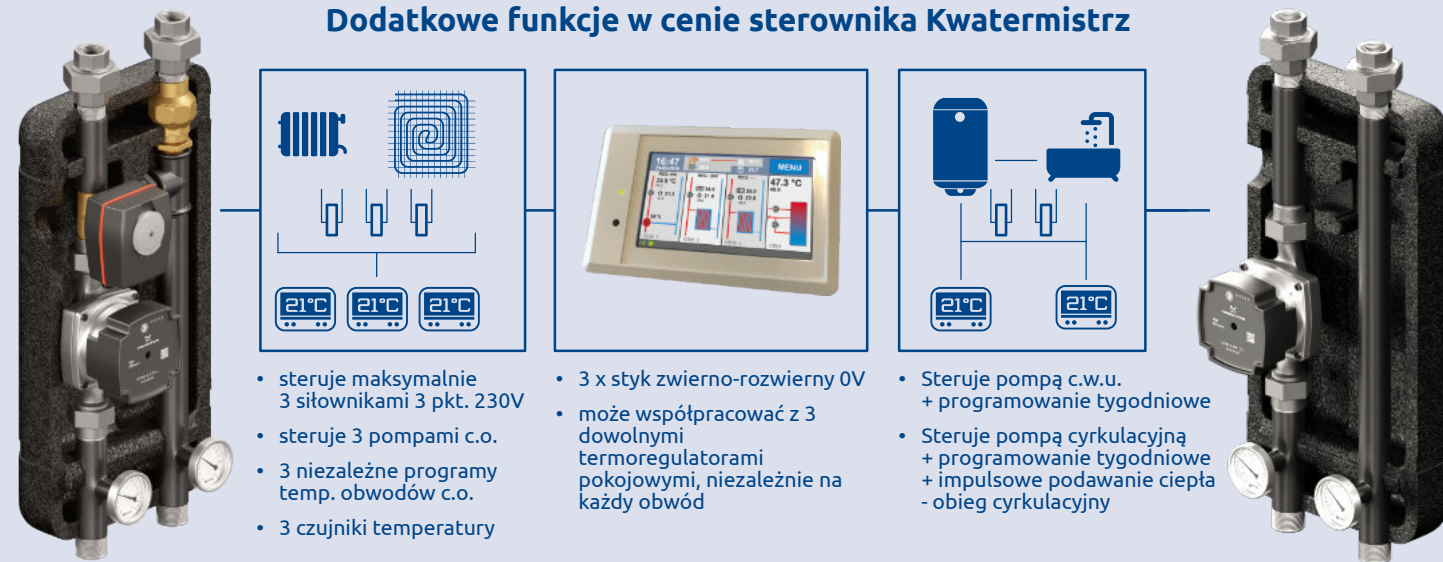 Dodatkowe funkcje w cenie sterownika Kwatermistrz
21°C 21°C 21°C
16:47
MENU
47.3 °C
21°C 21°C
• steruje maksymalnie
3 siłownikami 3 pkt. 230V
• steruje 3 pompami c.o.
• 3 niezależne programy
temp. obwodów c.o.
• 3 czujniki temperatury
• 3 x styk zwierno-rozwierny 0V
• może współpracować z 3
dowolnymi
termoregulatorami
pokojowymi, niezależnie na
każdy obwód
• Steruje pompą c.w.u.
+ programowanie tygodniowe
• Steruje pompą cyrkulacyjną
+ programowanie tygodniowe
+ impulsowe podawanie ciepła
- obieg cyrkulacyjny